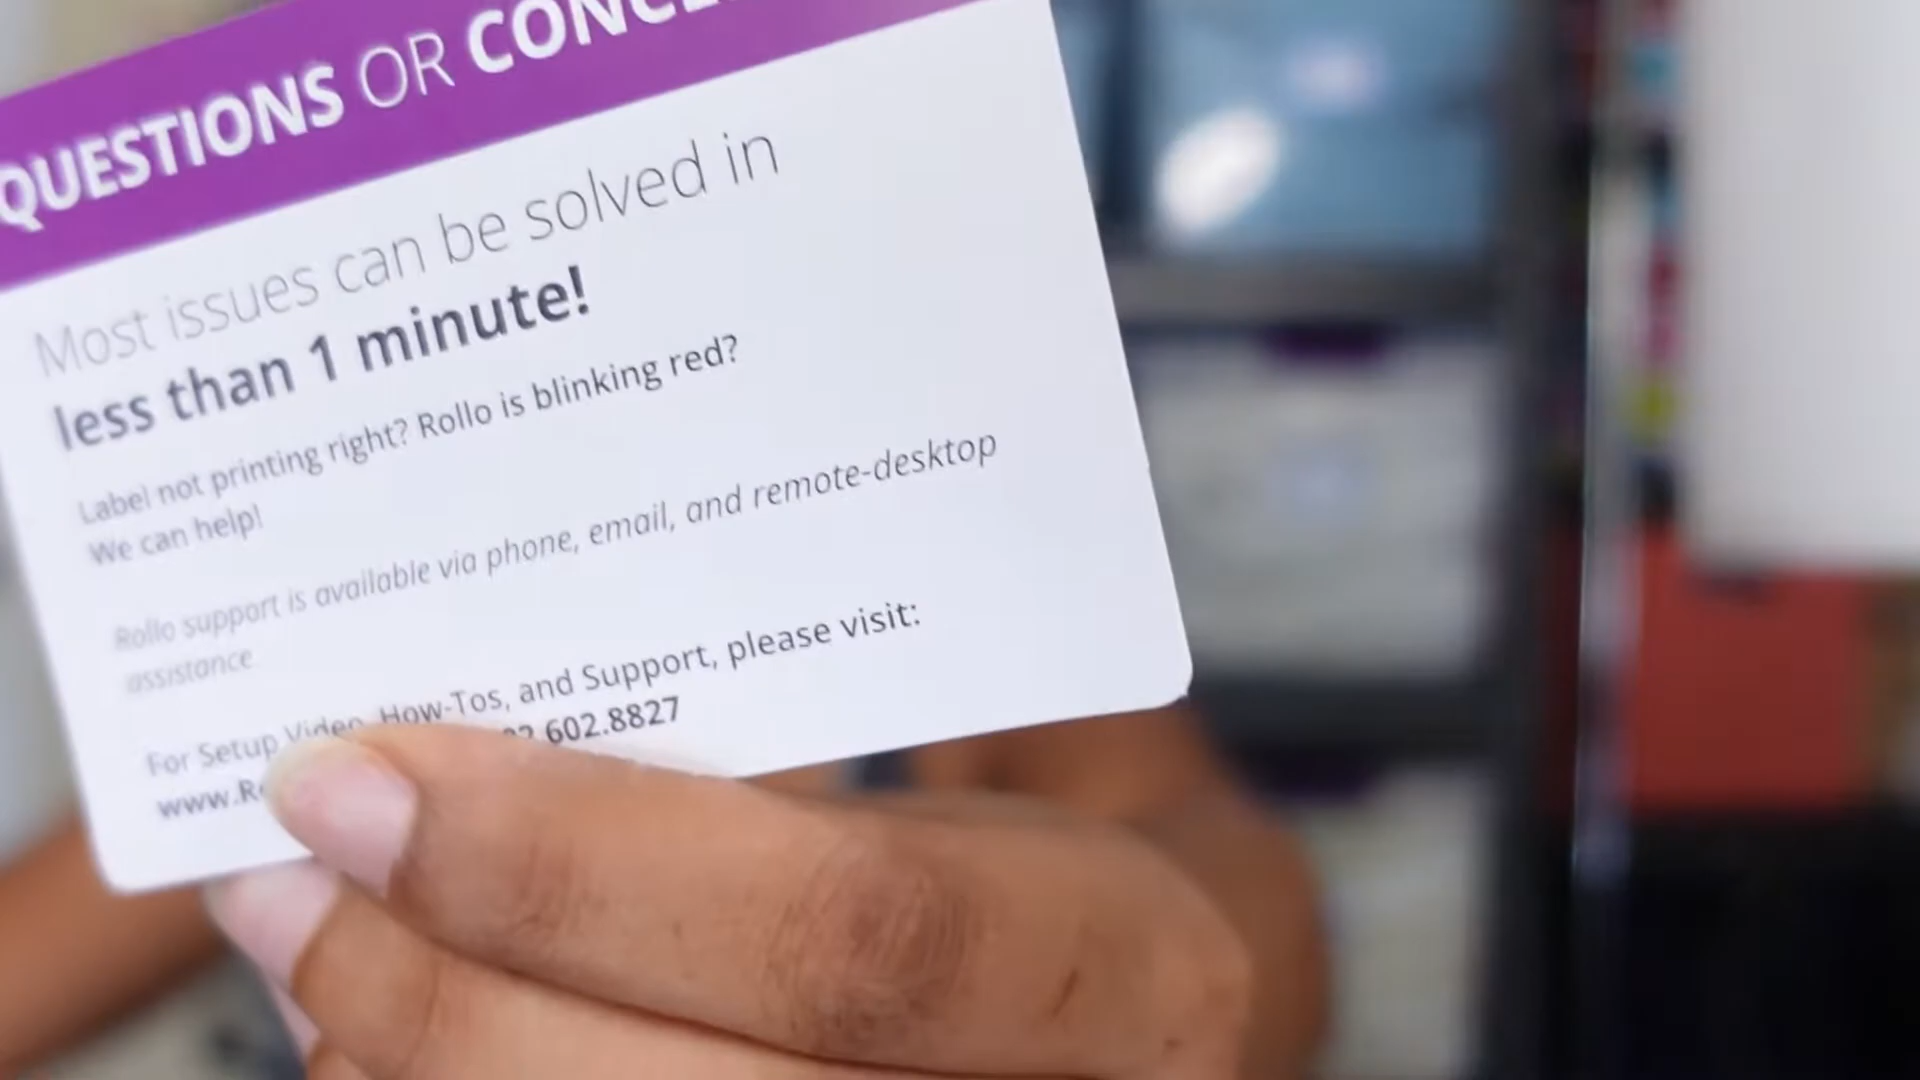 QUESTIONS OR CONCE
Most issues can be solved in
less than 1 minute!
Label not printing right? Rollo is blinking red?
We can help!
Rollo support is available via phone, email, and remote-desktop
assistance.
For Setup Video, How-Tos, and Support, please visit:
www.R 602.8827